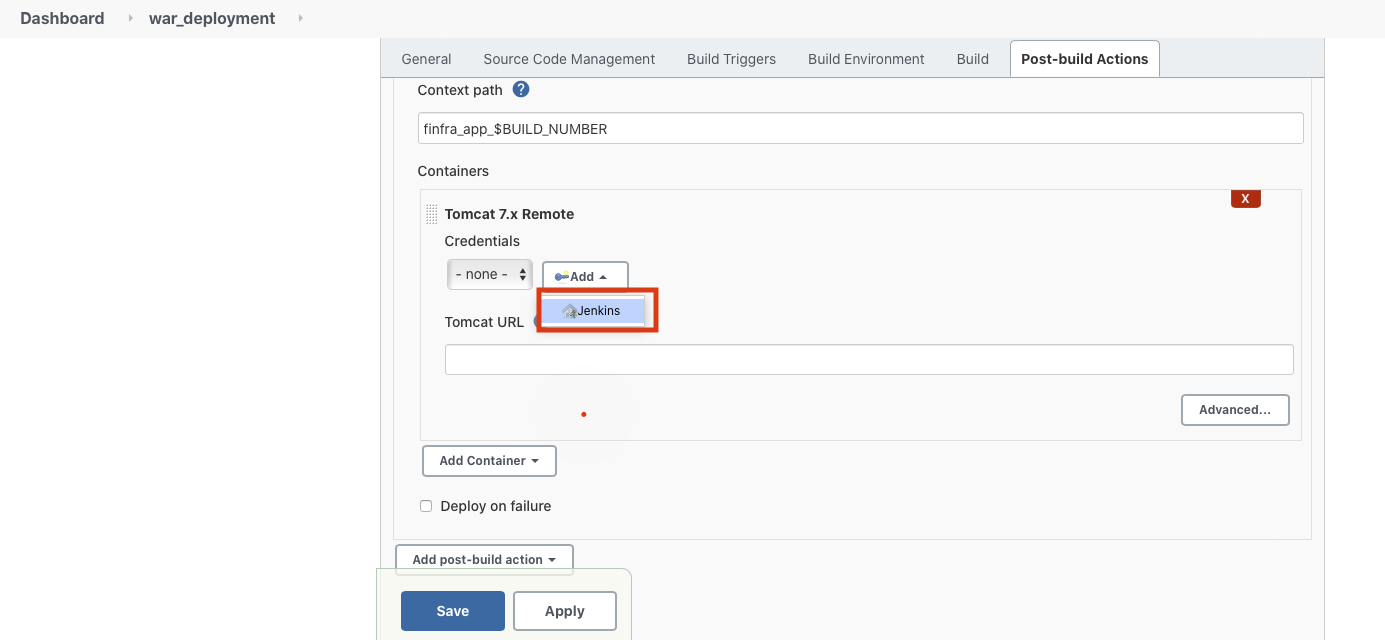 Dashboard war_deployment
General Source Code Management Build Triggers Build Environment Build Post-build Actions
Context path ?
finfra_app_$BUILD_NUMBER
Containers
X
Tomcat 7.x Remote
Credentials
- none - Add
Jenkins
Tomcat URL
Advanced...
Add Container
Deploy on failure
Add post-build action
Save Apply